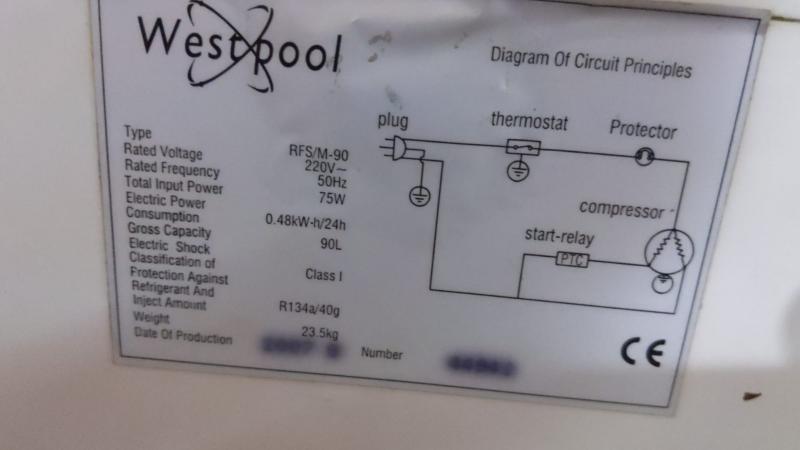 Westpool
Diagram Of Circuit Principles
Type RFS/M-90
Rated Voltage 220V~
Rated Frequency 50Hz
Total Input Power 75W
Electric Power
Consumption 0.48kW-h/24h
Gross Capacity 90L
Electric Shock
Classification of
Protection Against Class I
Refrigerant And
Inject Amount R134a/40g
Weight 23.5kg
Date Of Production
Number
plug
thermostat
Protector
compressor
start-relay
PTC
CE